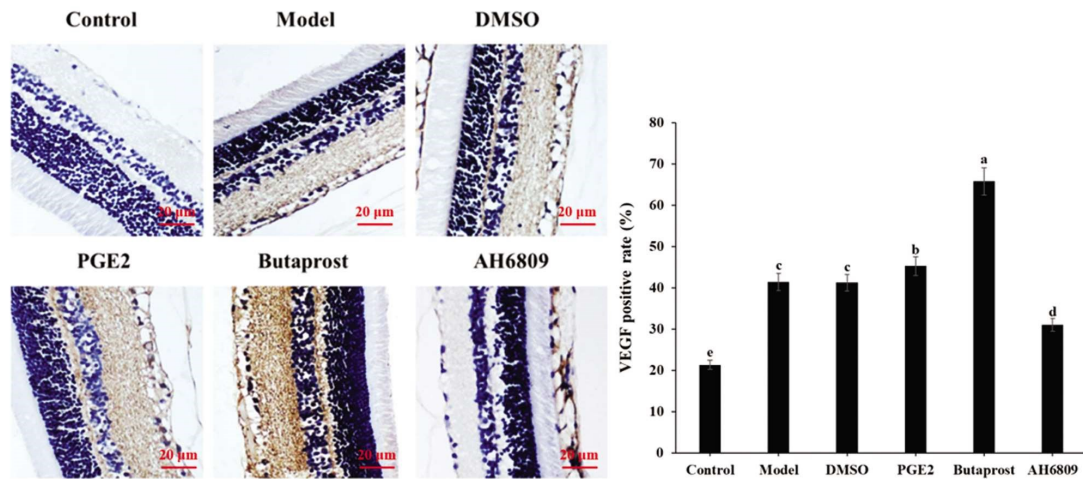 Control Model DMSO
20 μm 20 μm 20 μm
PGE2 Butaprost AH6809
20 μm 20 μm 20 μm
VEGF positive rate (%)
80
70
60
50
40
30
20
10
0
e c c b a d
Control Model DMSO PGE2 Butaprost AH6809